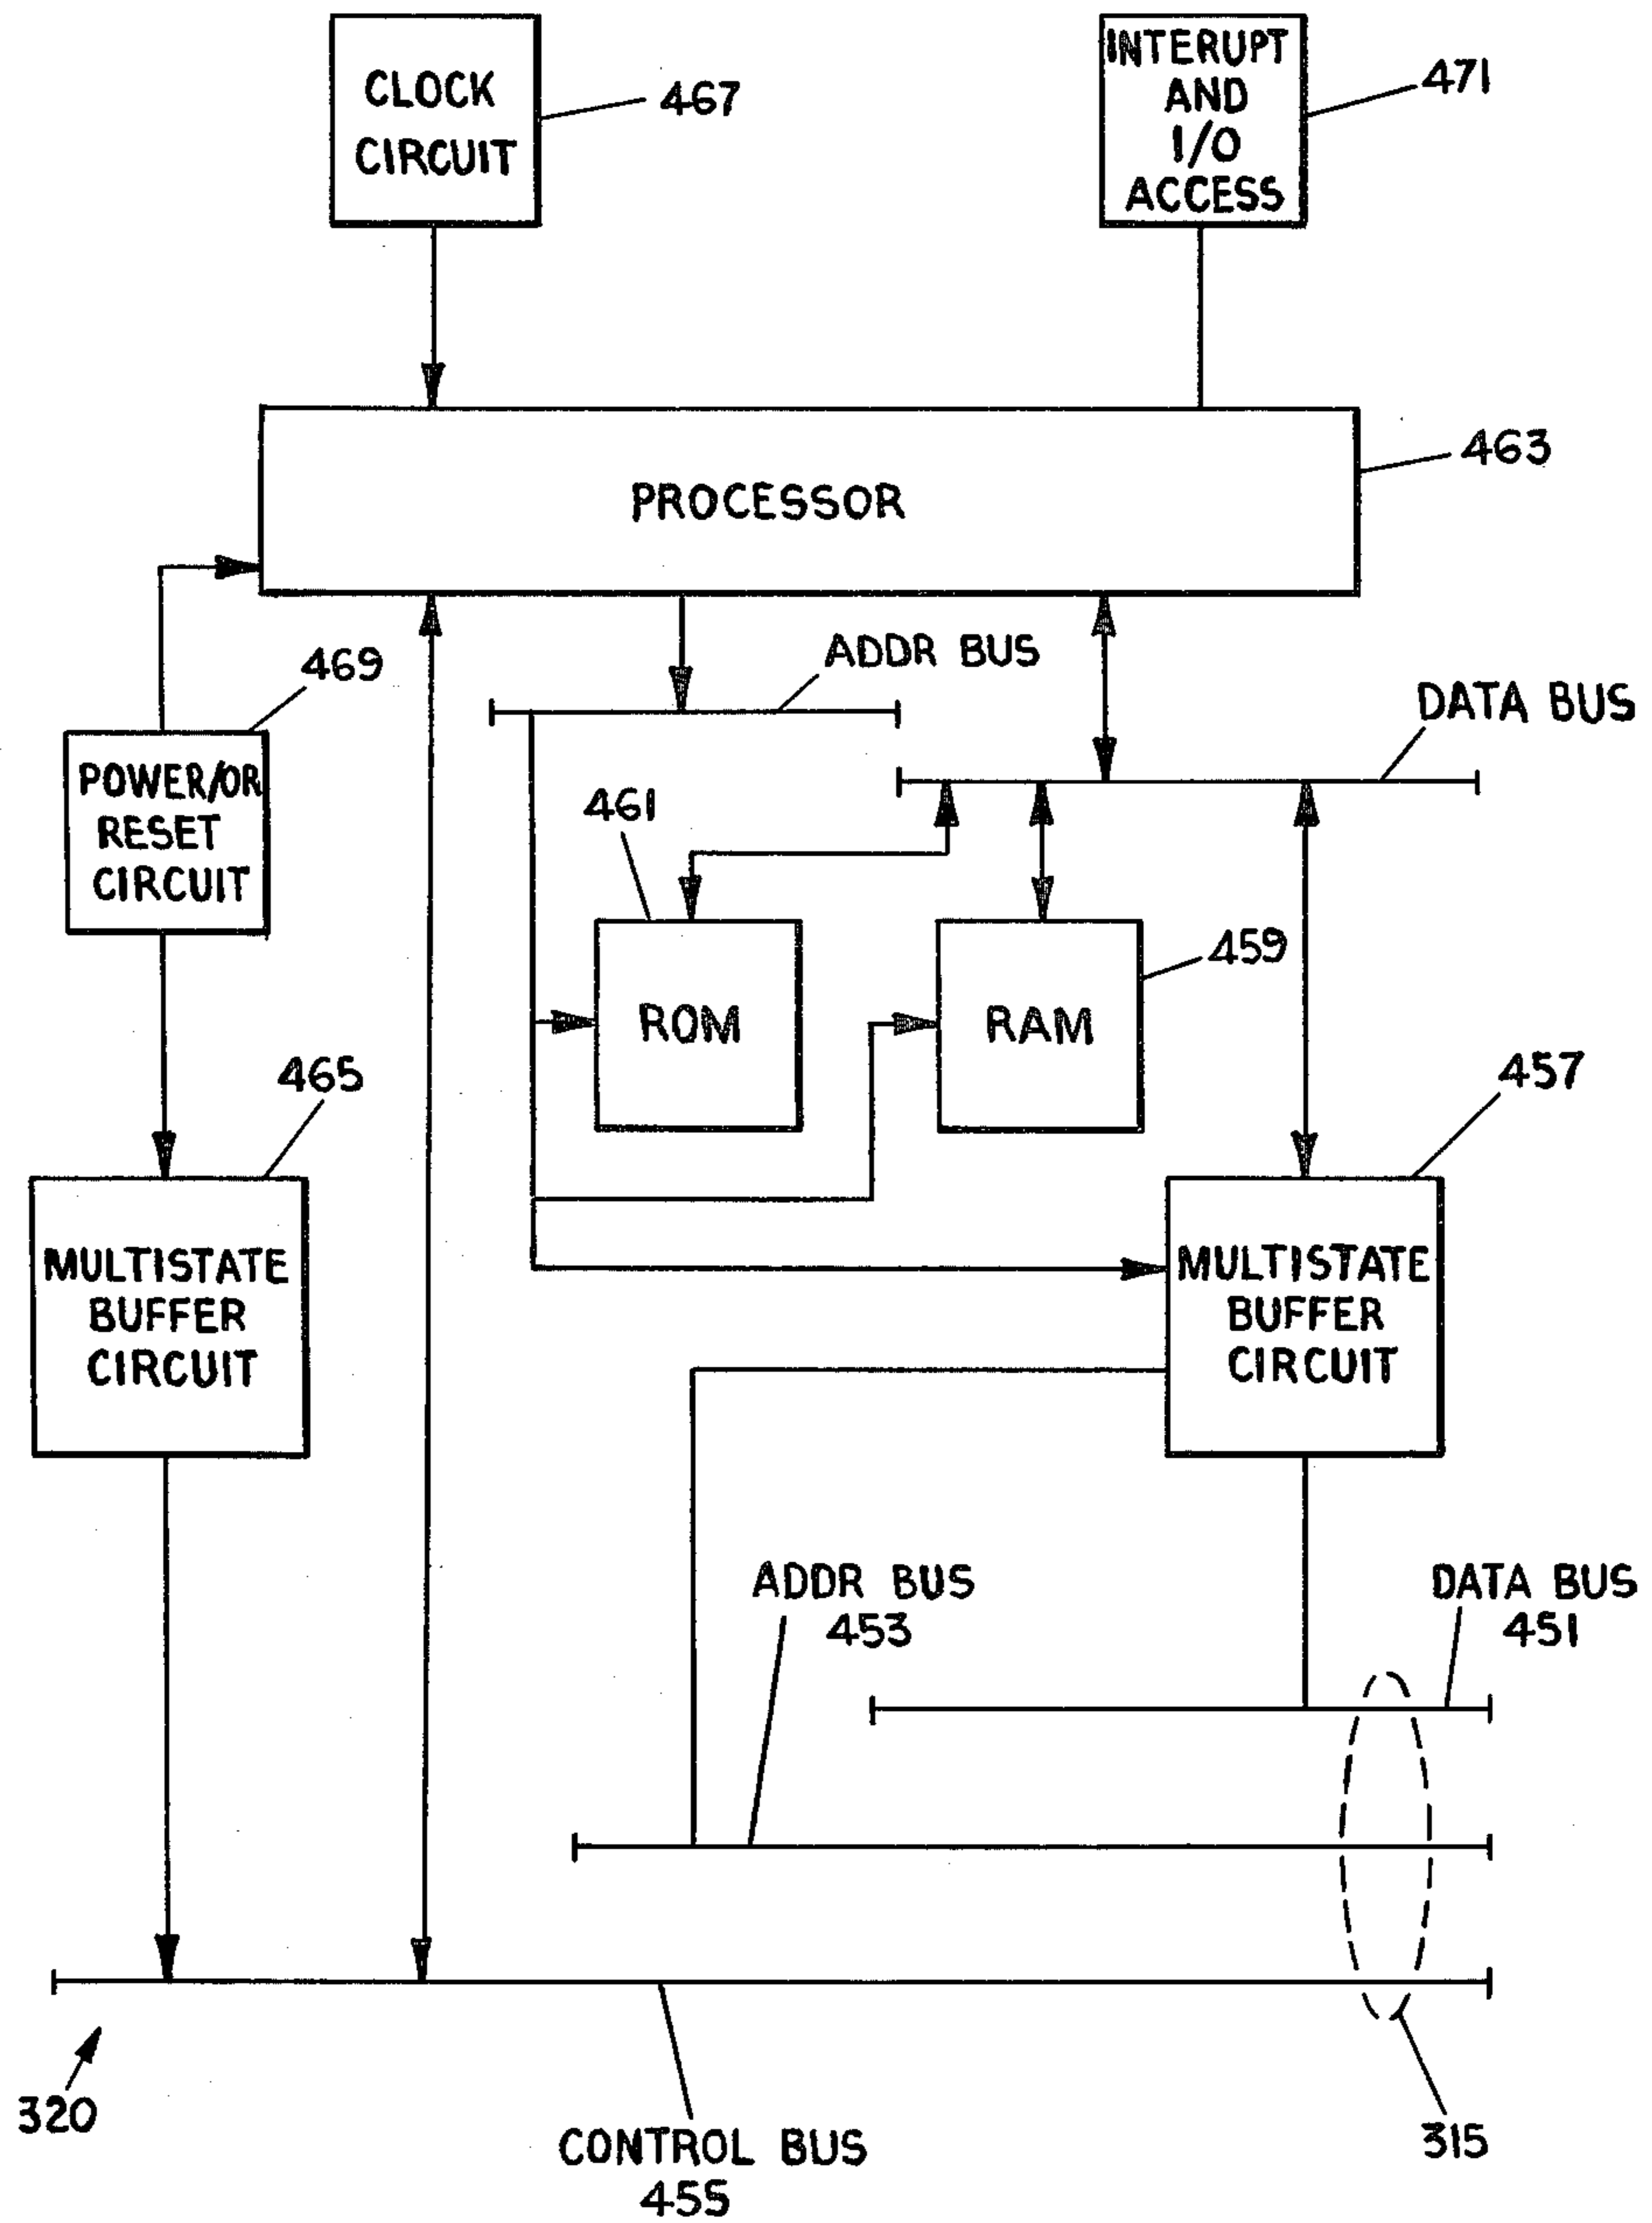 CLOCK
CIRCUIT
467
INTERUPT
AND
I/O
ACCESS
471
PROCESSOR
463
469
ADDR BUS
DATA BUS
POWER/OR
RESET
CIRCUIT
461
ROM
RAM
459
465
457
MULTISTATE
BUFFER
CIRCUIT
MULTISTATE
BUFFER
CIRCUIT
ADDR BUS
453
DATA BUS
451
320
CONTROL BUS
455
315